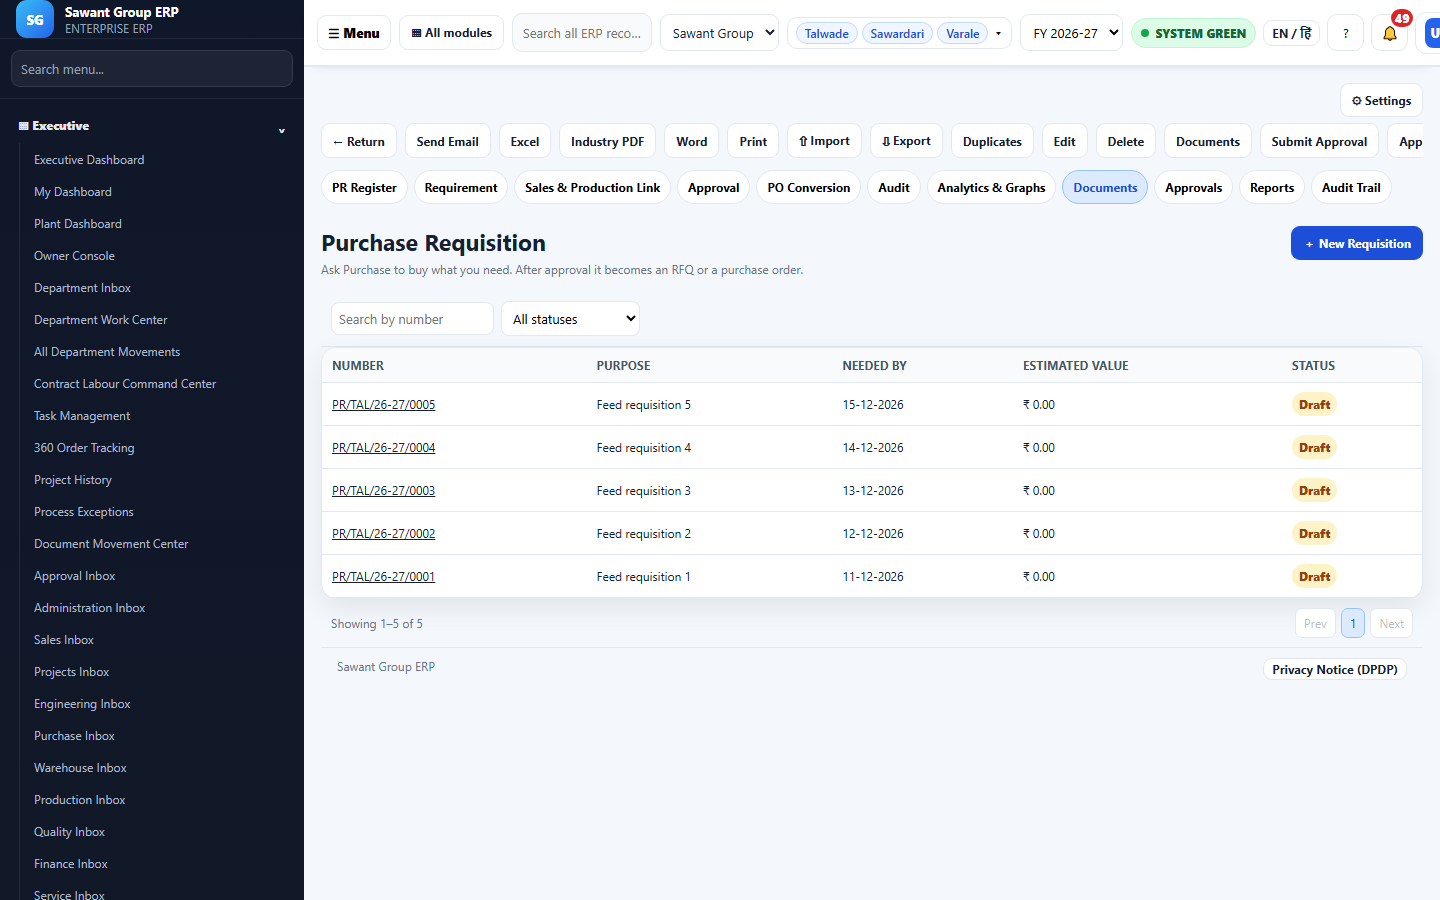 SG
Sawant Group ERP
ENTERPRISE ERP
Search menu...
Executive
Executive Dashboard
My Dashboard
Plant Dashboard
Owner Console
Department Inbox
Department Work Center
All Department Movements
Contract Labour Command Center
Task Management
360 Order Tracking
Project History
Process Exceptions
Document Movement Center
Approval Inbox
Administration Inbox
Sales Inbox
Projects Inbox
Engineering Inbox
Purchase Inbox
Warehouse Inbox
Production Inbox
Quality Inbox
Finance Inbox
Service Inbox
☰ Menu
All modules
Search all ERP reco...
Sawant Group
Talwade Sawardari Varale
FY 2026-27
SYSTEM GREEN
EN / हिं
?
49
U
Settings
← Return
Send Email
Excel
Industry PDF
Word
Print
⇧ Import
⇩ Export
Duplicates
Edit
Delete
Documents
Submit Approval
App
PR Register
Requirement
Sales & Production Link
Approval
PO Conversion
Audit
Analytics & Graphs
Documents
Approvals
Reports
Audit Trail
Purchase Requisition
+ New Requisition
Ask Purchase to buy what you need. After approval it becomes an RFQ or a purchase order.
Search by number
All statuses
NUMBER PURPOSE NEEDED BY ESTIMATED VALUE STATUS
PR/TAL/26-27/0005 Feed requisition 5 15-12-2026 ₹ 0.00 Draft
PR/TAL/26-27/0004 Feed requisition 4 14-12-2026 ₹ 0.00 Draft
PR/TAL/26-27/0003 Feed requisition 3 13-12-2026 ₹ 0.00 Draft
PR/TAL/26-27/0002 Feed requisition 2 12-12-2026 ₹ 0.00 Draft
PR/TAL/26-27/0001 Feed requisition 1 11-12-2026 ₹ 0.00 Draft
Showing 1–5 of 5
Prev 1 Next
Sawant Group ERP
Privacy Notice (DPDP)